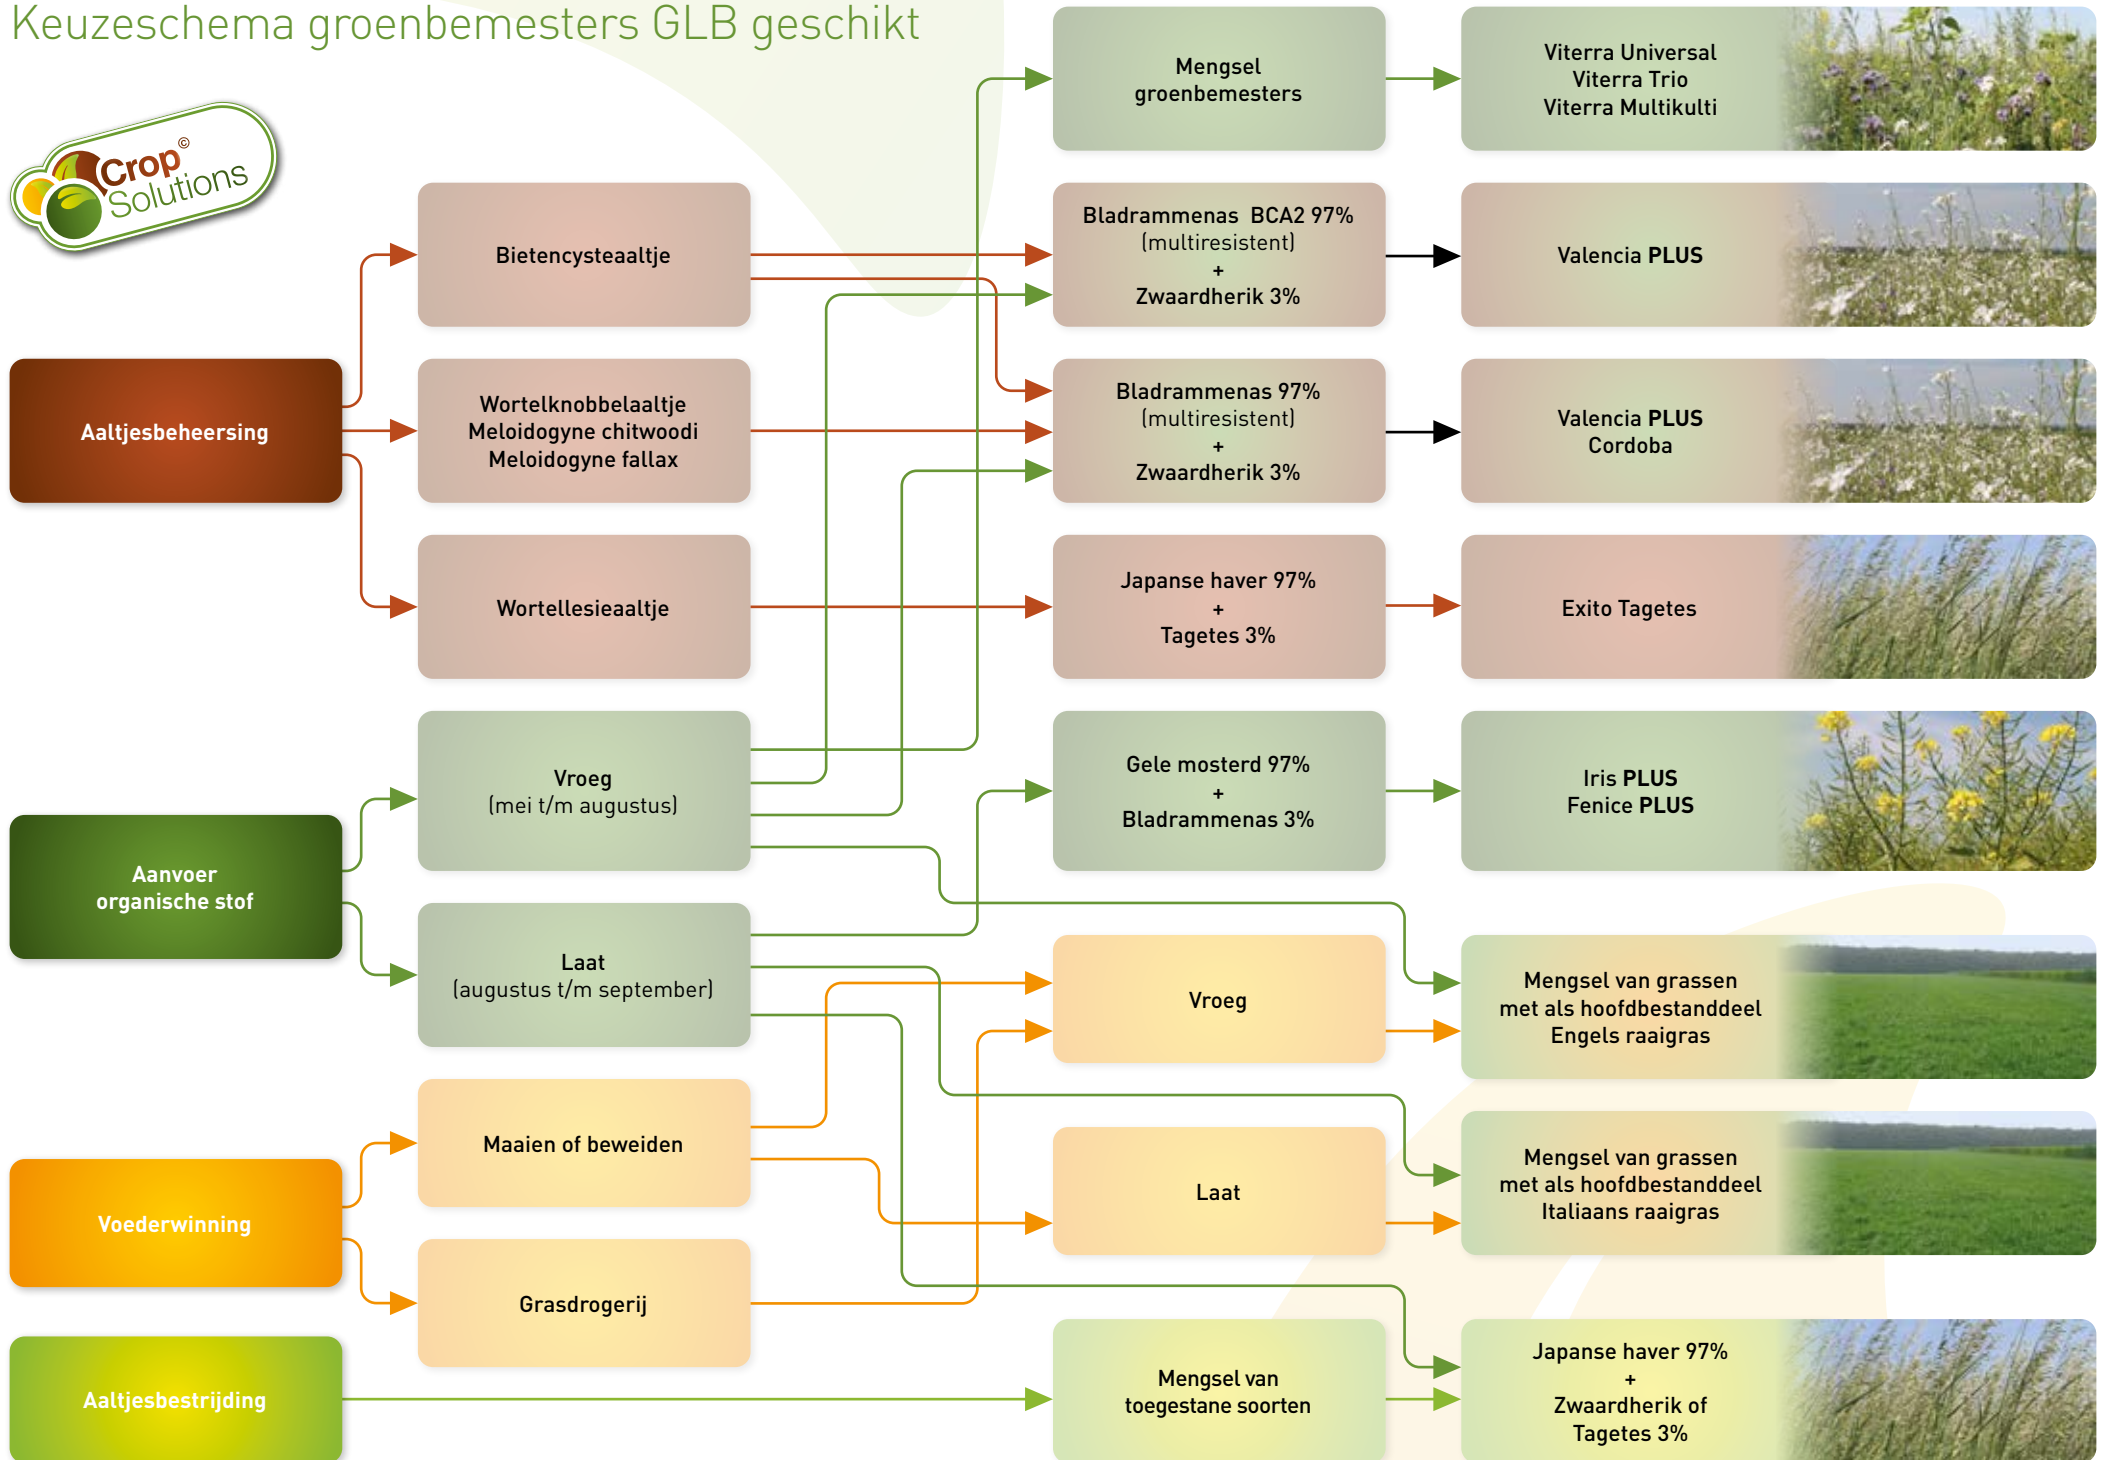 Keuzeschema groenbemesters GLB geschikt
Crop©
Solutions
Aaltjesbeheersing
Aanvoer
organische stof
Voederwinning
Aaltjesbestrijding
Bietencysteaaltje
Wortelknobbelaaltje
Meloidogyne chitwoodi
Meloidogyne fallax
Wortellesieaaltje
Vroeg
(mei t/m augustus)
Laat
(augustus t/m september)
Maaien of beweiden
Grasdrogerij
Mengsel
groenbemesters
Bladrammenas BCA2 97%
(multiresistent)
+
Zwaardherik 3%
Bladrammenas 97%
(multiresistent)
+
Zwaardherik 3%
Japanse haver 97%
+
Tagetes 3%
Gele mosterd 97%
+
Bladrammenas 3%
Vroeg
Laat
Mengsel van
toegestane soorten
Viterra Universal
Viterra Trio
Viterra Multikulti
Valencia PLUS
Valencia PLUS
Cordoba
Exito Tagetes
Iris PLUS
Fenice PLUS
Mengsel van grassen
met als hoofdbestanddeel
Engels raaigras
Mengsel van grassen
met als hoofdbestanddeel
Italiaans raaigras
Japanse haver 97%
+
Zwaardherik of
Tagetes 3%